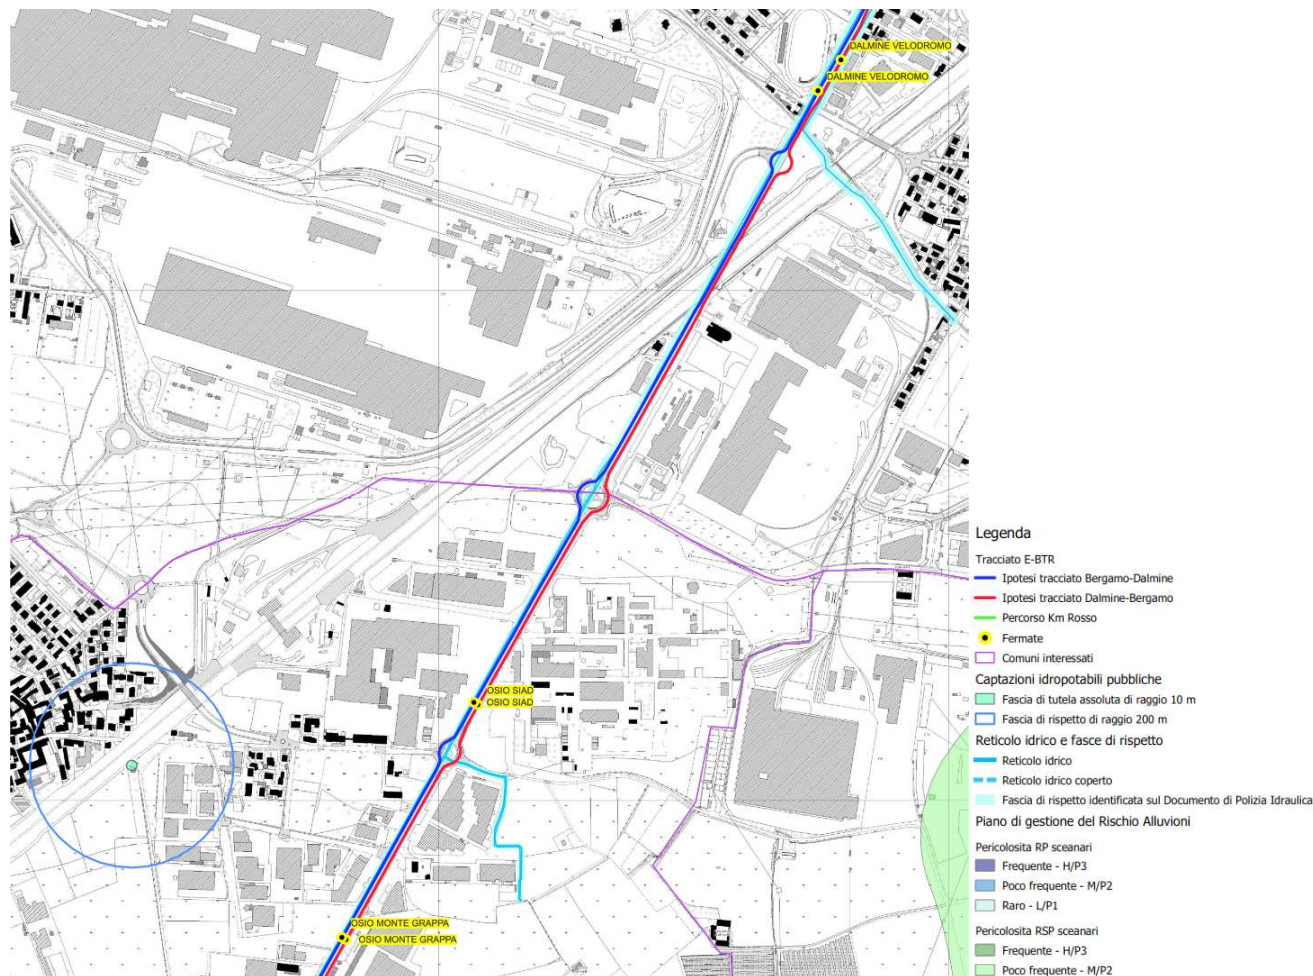 DALMINE VELODROMO
DALMINE VELODROMO
OSIO SIAD
OSIO SIAD
OSIO MONTE GRAPPA
OSIO MONTE GRAPPA
Legenda
Tracciato E-BTR
Ipotesi tracciato Bergamo-Dalmine
Ipotesi tracciato Dalmine-Bergamo
Percorso Km Rosso
Fermate
Comuni interessati
Captazioni idropotabili pubbliche
Fascia di tutela assoluta di raggio 10 m
Fascia di rispetto di raggio 200 m
Reticolo idrico e fasce di rispetto
Reticolo idrico
Reticolo idrico coperto
Fascia di rispetto identificata sul Documento di Polizia Idraulica
Piano di gestione del Rischio Alluvioni
Pericolosita RP sceanari
Frequente - H/P3
Poco frequente - M/P2
Raro - L/P1
Pericolosita RSP sceanari
Frequente - H/P3
Poco frequente - M/P2